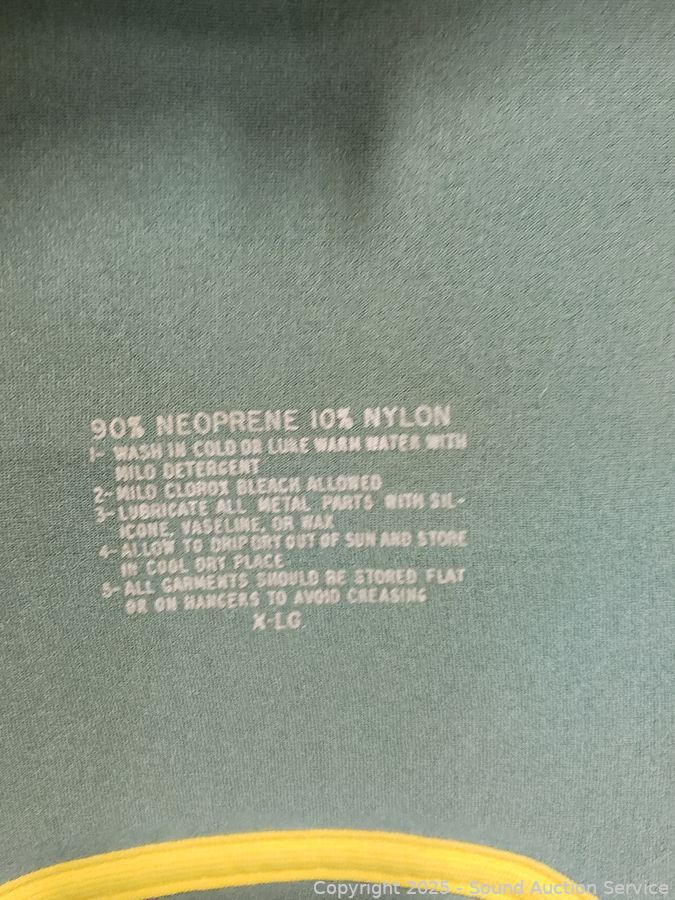 90% NEOPRENE 10% NYLON
1- WASH IN COLD OR LUKE WARM WATER WITH
MILD DETERGENT
2- MILD CLOROX BLEACH ALLOWED
3- LUBRICATE ALL METAL PARTS WITH SIL-
ICONE, VASELINE, OR WAX
4- ALLOW TO DRIP DRY OUT OF SUN AND STORE
IN COOL DRY PLACE
5- ALL GARMENTS SHOULD BE STORED FLAT
OR ON HANGERS TO AVOID CREASING
X-LG
Copyright 2025 - Sound Auction Service